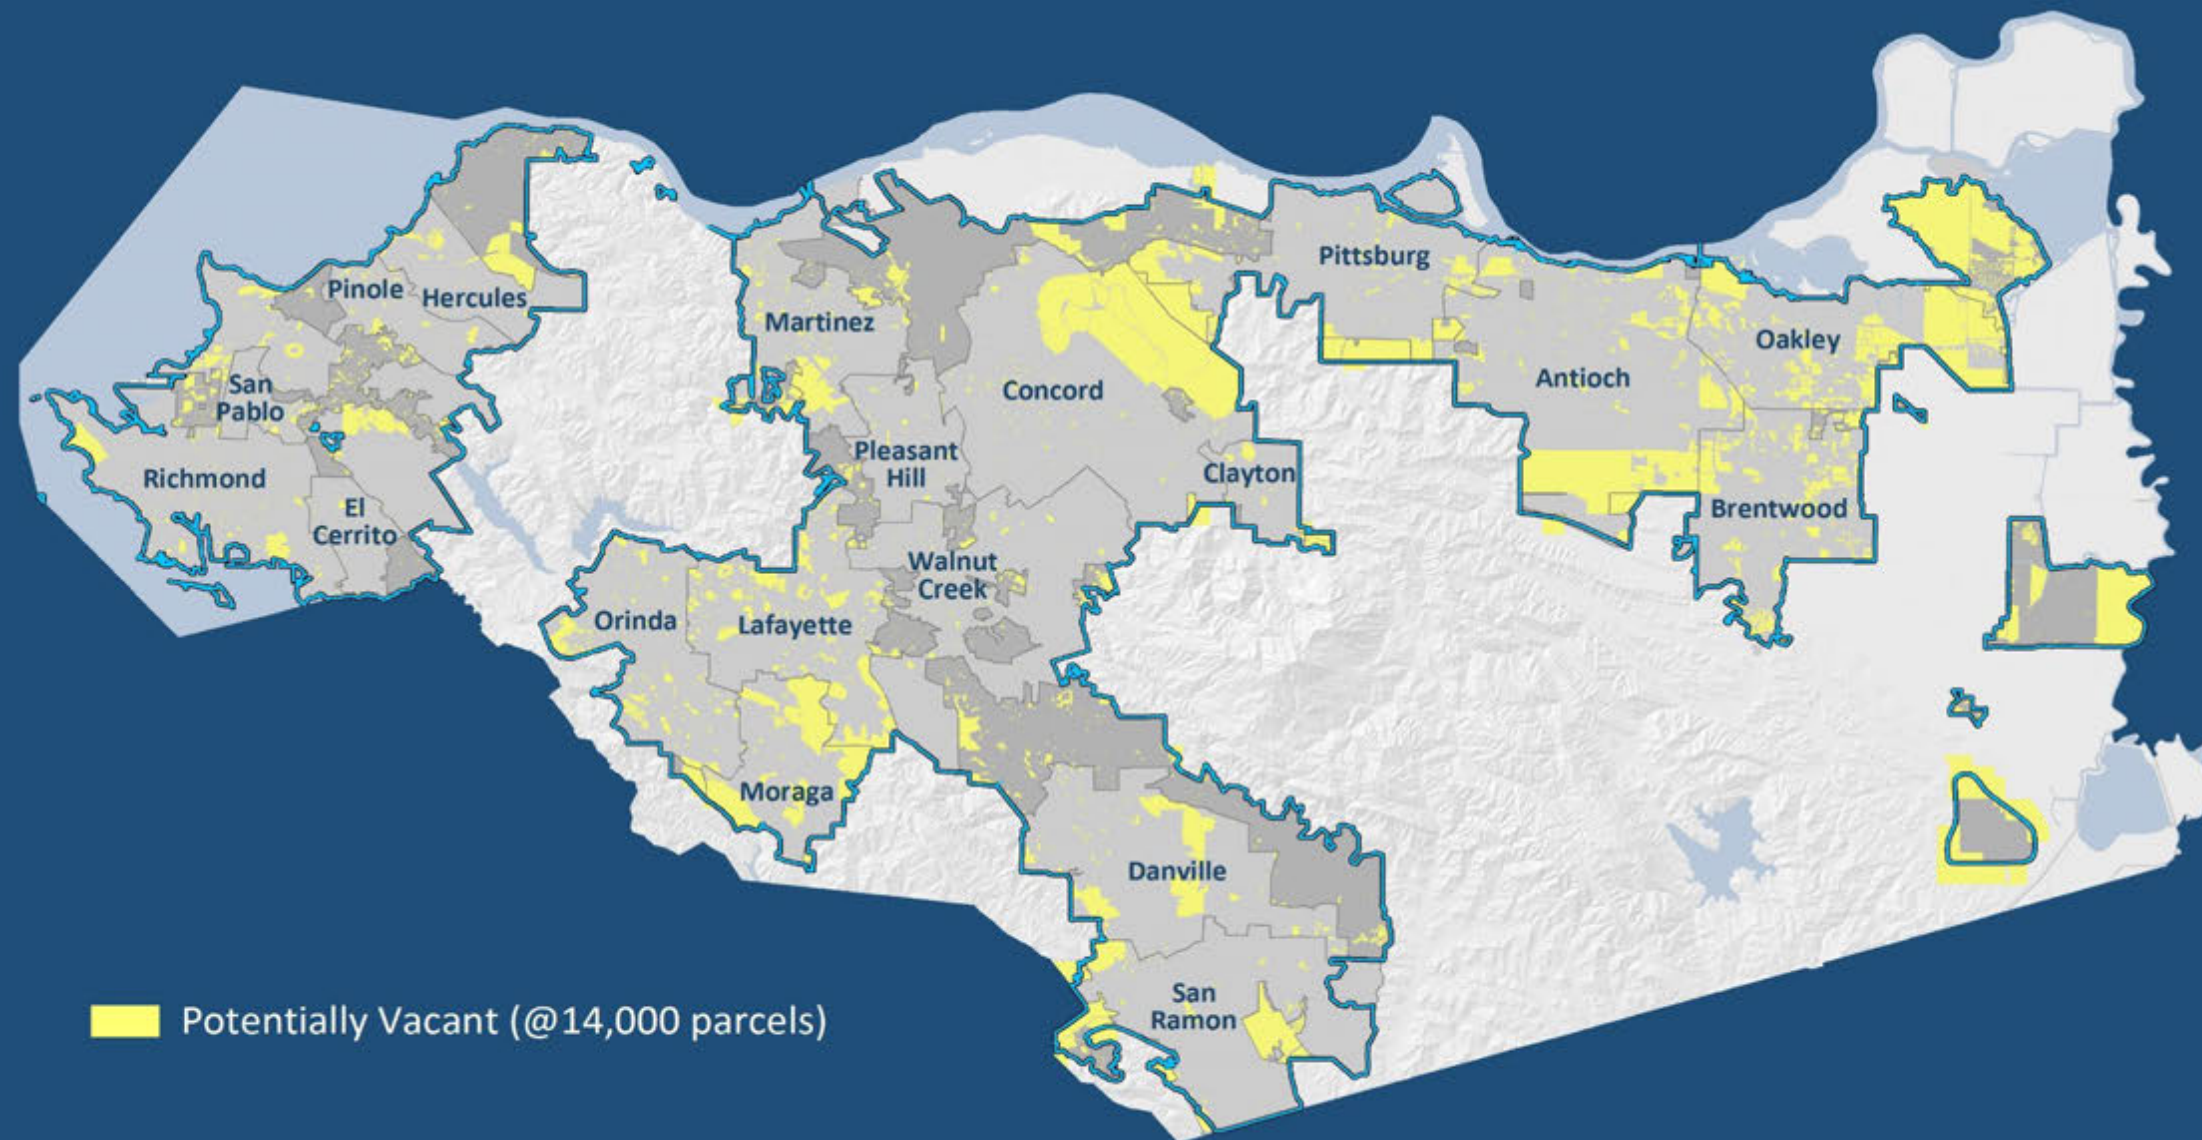 Pittsburg
Pinole
Hercules
Martinez
Oakley
Antioch
San
Pablo
Concord
Pleasant
Hill
Clayton
Richmond
El
Cerrito
Brentwood
Walnut
Creek
Orinda
Lafayette
Moraga
Danville
San
Ramon
Potentially Vacant (@14,000 parcels)